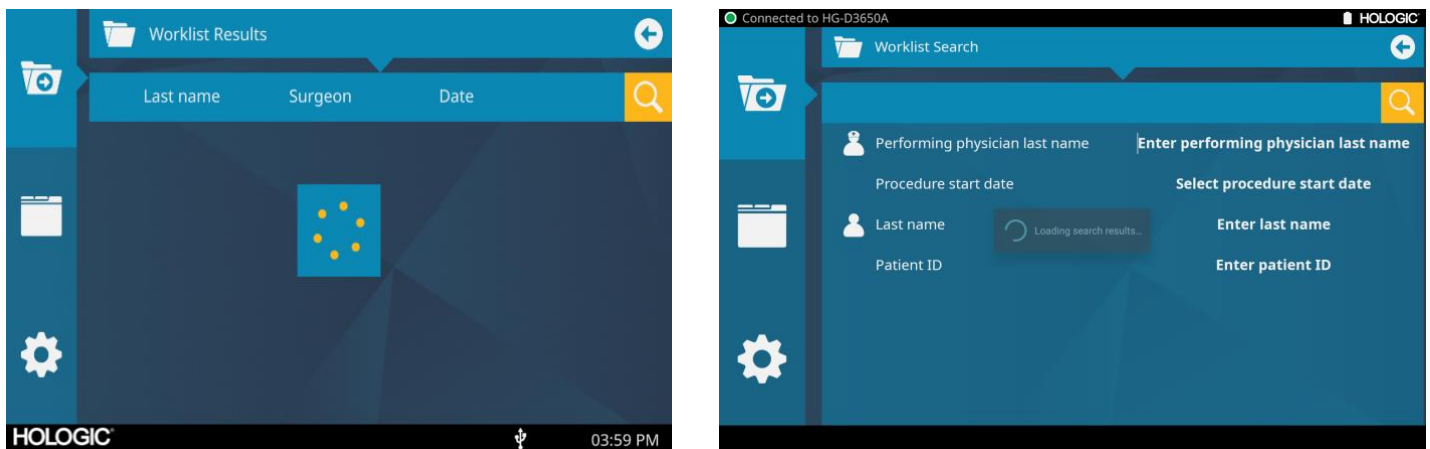 Worklist Results
Last name Surgeon Date
HOLOGIC 03:59 PM
Connected to HG-D3650A HOLOGIC
Worklist Search
Performing physician last name Enter performing physician last name
Procedure start date Select procedure start date
Last name Loading search results... Enter last name
Patient ID Enter patient ID